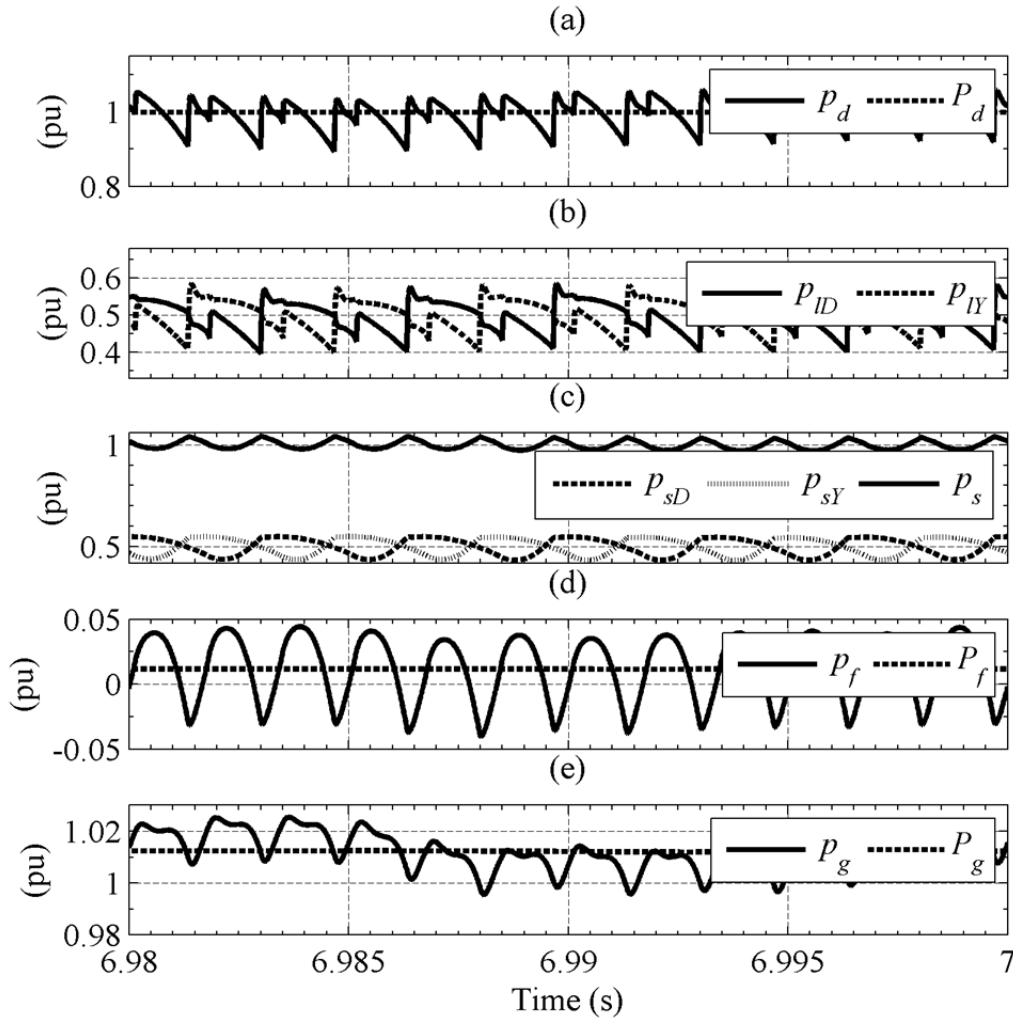 (a)
(pu)
1
0.8
p_d P_d
(b)
(pu)
0.6
0.5
0.4
p_lD p_lY
(c)
(pu)
1
0.5
p_sD p_sY p_s
(d)
(pu)
0.05
0
-0.05
p_f P_f
(e)
(pu)
1.02
1
0.98
p_g P_g
6.98 6.985 6.99 6.995 7
Time (s)